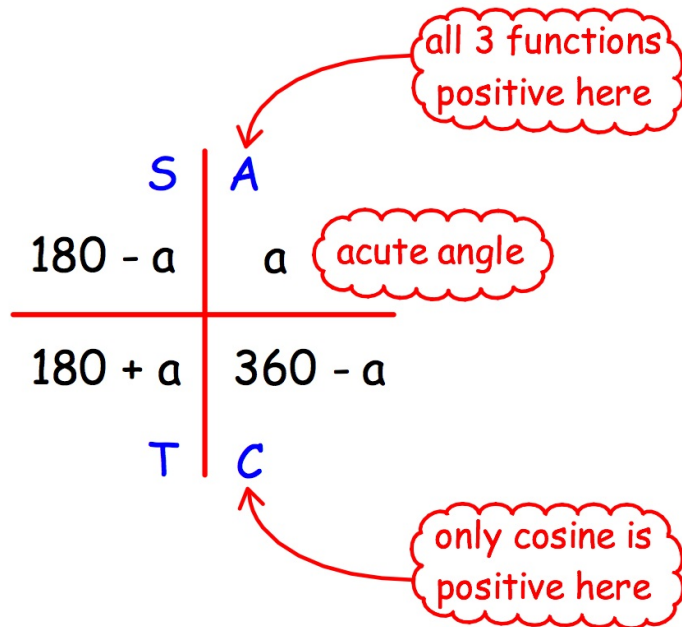 all 3 functions
positive here
S A
180 - a a
acute angle
180 + a 360 - a
T C
only cosine is
positive here